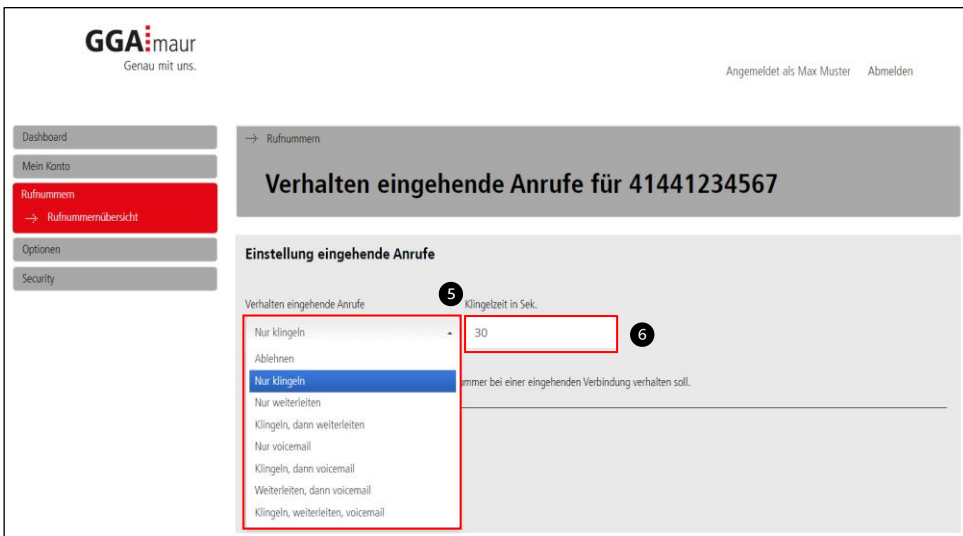 GGA maur
Genau mit uns.
Angemeldet als Max Muster Abmelden
Dashboard
Mein Konto
Rufnummern
Rufnummernübersicht
Optionen
Security
Rufnummern
Verhalten eingehende Anrufe für 41441234567
Einstellung eingehende Anrufe
Verhalten eingehende Anrufe
5
Klingelzeit in Sek.
Nur klingeln
30
6
Ablehnen
Nur klingeln
Nur weiterleiten
Klingeln, dann weiterleiten
Nur voicemail
Klingeln, dann voicemail
Weiterleiten, dann voicemail
Klingeln, weiterleiten, voicemail
bei einer eingehenden Verbindung verhalten soll.